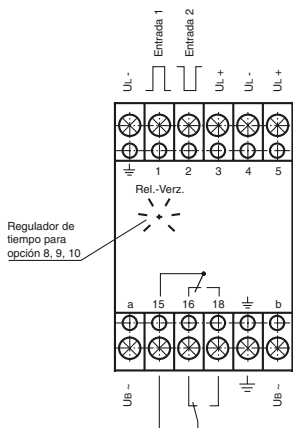 Entrada 1
Entrada 2
UL -
UL +
UL -
UL +
⏚ 1 2 3 4 5
Rel.-Verz.
Regulador de
tiempo para
opción 8, 9, 10
a 15 16 18 ⏚ b
UB ~
UB ~